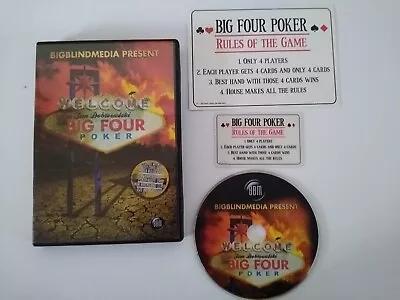 BIGBLINDMEDIA PRESENT
WELCOME
Jan Dobrowolski
BIG FOUR
POKER
BBM
BIG FOUR POKER
RULES OF THE GAME
1. ONLY 4 PLAYERS
2. EACH PLAYER GETS 4 CARDS AND ONLY 4 CARDS
3. BEST HAND WITH THOSE 4 CARDS WINS
4. HOUSE MAKES ALL THE RULES
BIG FOUR POKER
RULES OF THE GAME
1. ONLY 4 PLAYERS
2. EACH PLAYER GETS 4 CARDS AND ONLY 4 CARDS
3. BEST HAND WITH THOSE 4 CARDS WINS
4. HOUSE MAKES ALL THE RULES
BBM
BIGBLINDMEDIA PRESENT
WELCOME
BIG FOUR
POKER